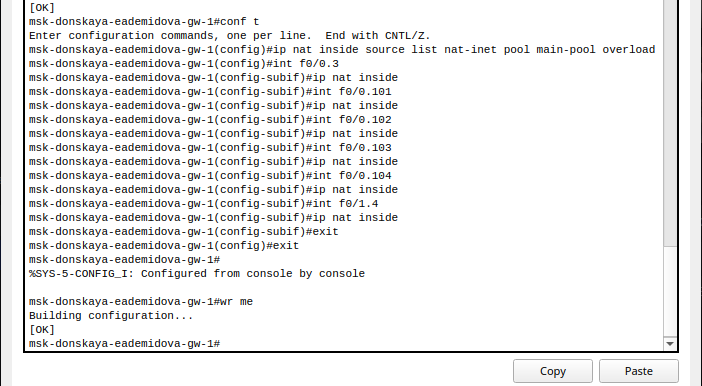 [OK]
msk-donskaya-eademidova-gw-1#conf t
Enter configuration commands, one per line.  End with CNTL/Z.
msk-donskaya-eademidova-gw-1(config)#ip nat inside source list nat-inet pool main-pool overload
msk-donskaya-eademidova-gw-1(config)#int f0/0.3
msk-donskaya-eademidova-gw-1(config-subif)#ip nat inside
msk-donskaya-eademidova-gw-1(config-subif)#int f0/0.101
msk-donskaya-eademidova-gw-1(config-subif)#ip nat inside
msk-donskaya-eademidova-gw-1(config-subif)#int f0/0.102
msk-donskaya-eademidova-gw-1(config-subif)#ip nat inside
msk-donskaya-eademidova-gw-1(config-subif)#int f0/0.103
msk-donskaya-eademidova-gw-1(config-subif)#ip nat inside
msk-donskaya-eademidova-gw-1(config-subif)#int f0/0.104
msk-donskaya-eademidova-gw-1(config-subif)#ip nat inside
msk-donskaya-eademidova-gw-1(config-subif)#int f0/1.4
msk-donskaya-eademidova-gw-1(config-subif)#ip nat inside
msk-donskaya-eademidova-gw-1(config-subif)#exit
msk-donskaya-eademidova-gw-1(config)#exit
msk-donskaya-eademidova-gw-1#
%SYS-5-CONFIG_I: Configured from console by console
msk-donskaya-eademidova-gw-1#wr me
Building configuration...
[OK]
msk-donskaya-eademidova-gw-1#
Copy Paste